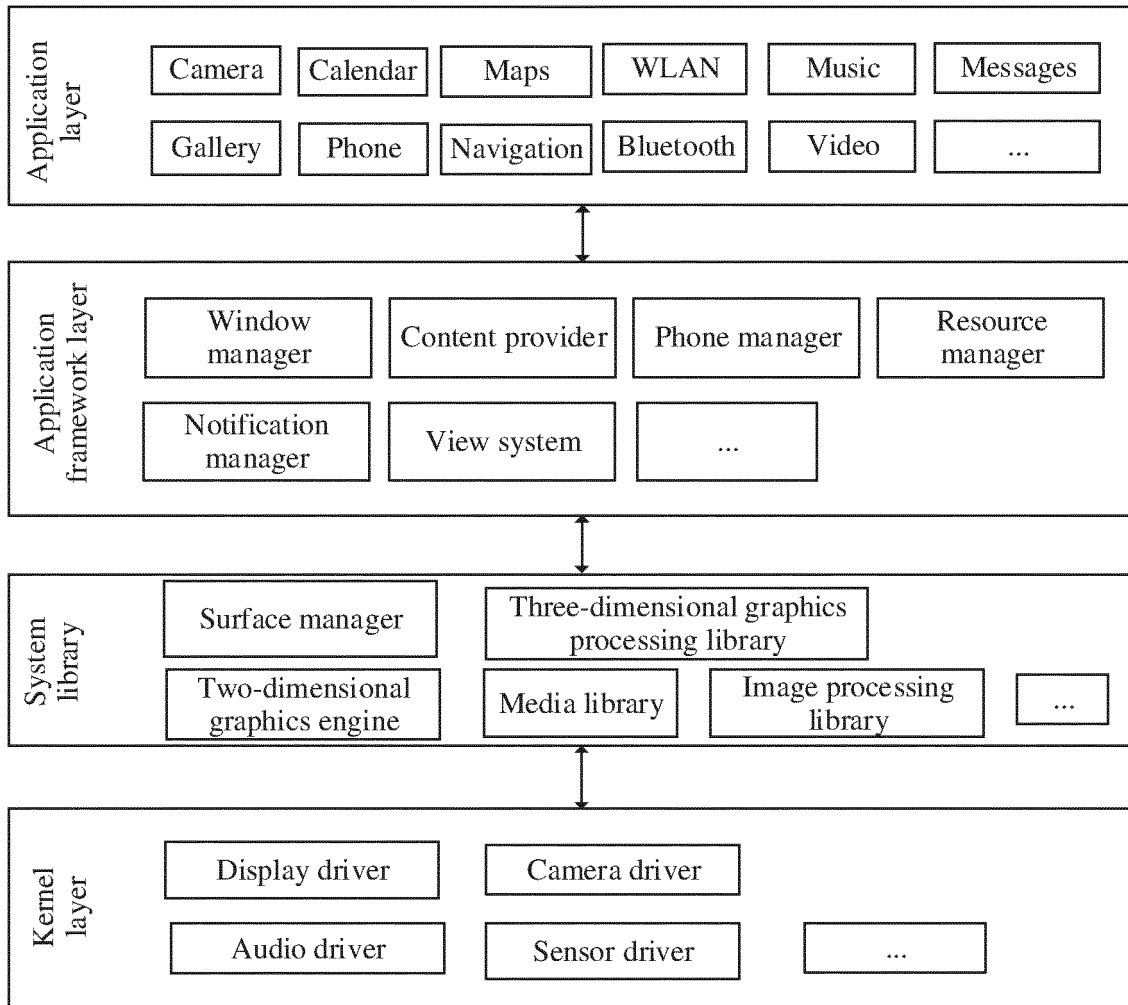 Application
layer
Camera
Calendar
Maps
WLAN
Music
Messages
Gallery
Phone
Navigation
Bluetooth
Video
...
Application
framework layer
Window
manager
Content provider
Phone manager
Resource
manager
Notification
manager
View system
...
System
library
Surface manager
Three-dimensional graphics
processing library
Two-dimensional
graphics engine
Media library
Image processing
library
...
Kernel
layer
Display driver
Camera driver
Audio driver
Sensor driver
...